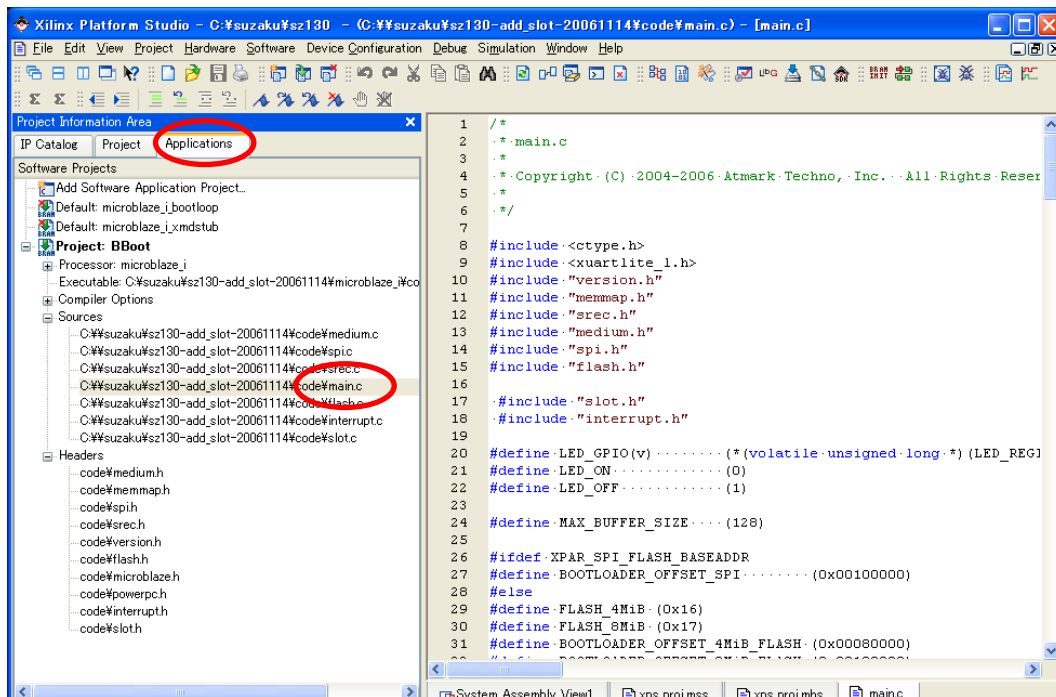 Xilinx Platform Studio - C:¥suzaku¥sz130 - (C:¥¥suzaku¥sz130-add_slot-20061114¥code¥main.c) - [main.c]
File Edit View Project Hardware Software Device Configuration Debug Simulation Window Help
Project Information Area
IP Catalog Project Applications
Software Projects
Add Software Application Project...
Default: microblaze_i_bootloop
Default: microblaze_i_xmdstub
Project: BBoot
Processor: microblaze_i
Executable: C:¥suzaku¥sz130-add_slot-20061114¥microblaze_i¥co
Compiler Options
Sources
C:¥¥suzaku¥sz130-add_slot-20061114¥code¥medium.c
C:¥¥suzaku¥sz130-add_slot-20061114¥code¥spi.c
C:¥¥suzaku¥sz130-add_slot-20061114¥code¥srec.c
C:¥¥suzaku¥sz130-add_slot-20061114¥code¥main.c
C:¥¥suzaku¥sz130-add_slot-20061114¥code¥flash.c
C:¥¥suzaku¥sz130-add_slot-20061114¥code¥interrupt.c
C:¥¥suzaku¥sz130-add_slot-20061114¥code¥slot.c
Headers
code¥medium.h
code¥memmap.h
code¥spi.h
code¥srec.h
code¥version.h
code¥flash.h
code¥microblaze.h
code¥powerpc.h
code¥interrupt.h
code¥slot.h
1 /*
2 * main.c
3 *
4 * Copyright (C) 2004-2006 Atmark Techno, Inc. All Rights Reser
5 *
6 */
7
8 #include <ctype.h>
9 #include <xuartlite_l.h>
10 #include "version.h"
11 #include "memmap.h"
12 #include "srec.h"
13 #include "medium.h"
14 #include "spi.h"
15 #include "flash.h"
16
17 #include "slot.h"
18 #include "interrupt.h"
19
20 #define LED_GPIO(v) (*(volatile unsigned long *)(LED_REGI
21 #define LED_ON (0)
22 #define LED_OFF (1)
23
24 #define MAX_BUFFER_SIZE (128)
25
26 #ifdef XPAR_SPI_FLASH_BASEADDR
27 #define BOOTLOADER_OFFSET_SPI (0x00100000)
28 #else
29 #define FLASH_4MiB (0x16)
30 #define FLASH_8MiB (0x17)
31 #define BOOTLOADER_OFFSET_4MiB_FLASH (0x00080000)
System Assembly View1 xps_proj.mss xps_proj.mhs main.c